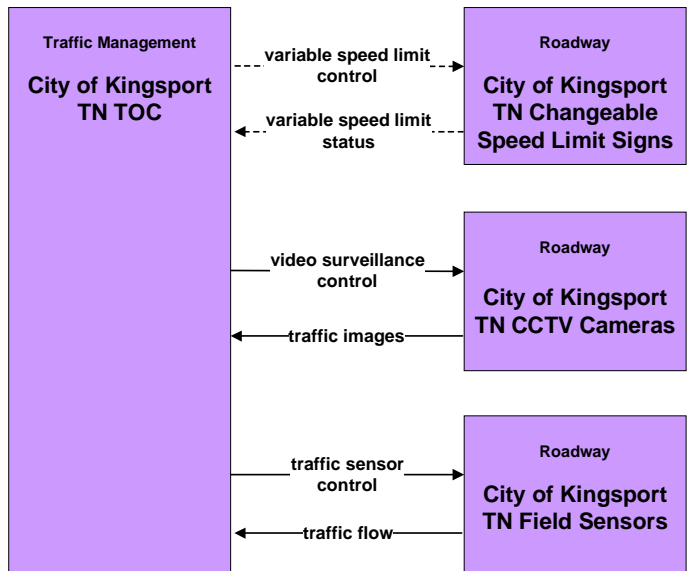 Traffic Management
City of Kingsport
TN TOC
variable speed limit
control
variable speed limit
status
Roadway
City of Kingsport
TN Changeable
Speed Limit Signs
video surveillance
control
traffic images
Roadway
City of Kingsport
TN CCTV Cameras
traffic sensor
control
traffic flow
Roadway
City of Kingsport
TN Field Sensors